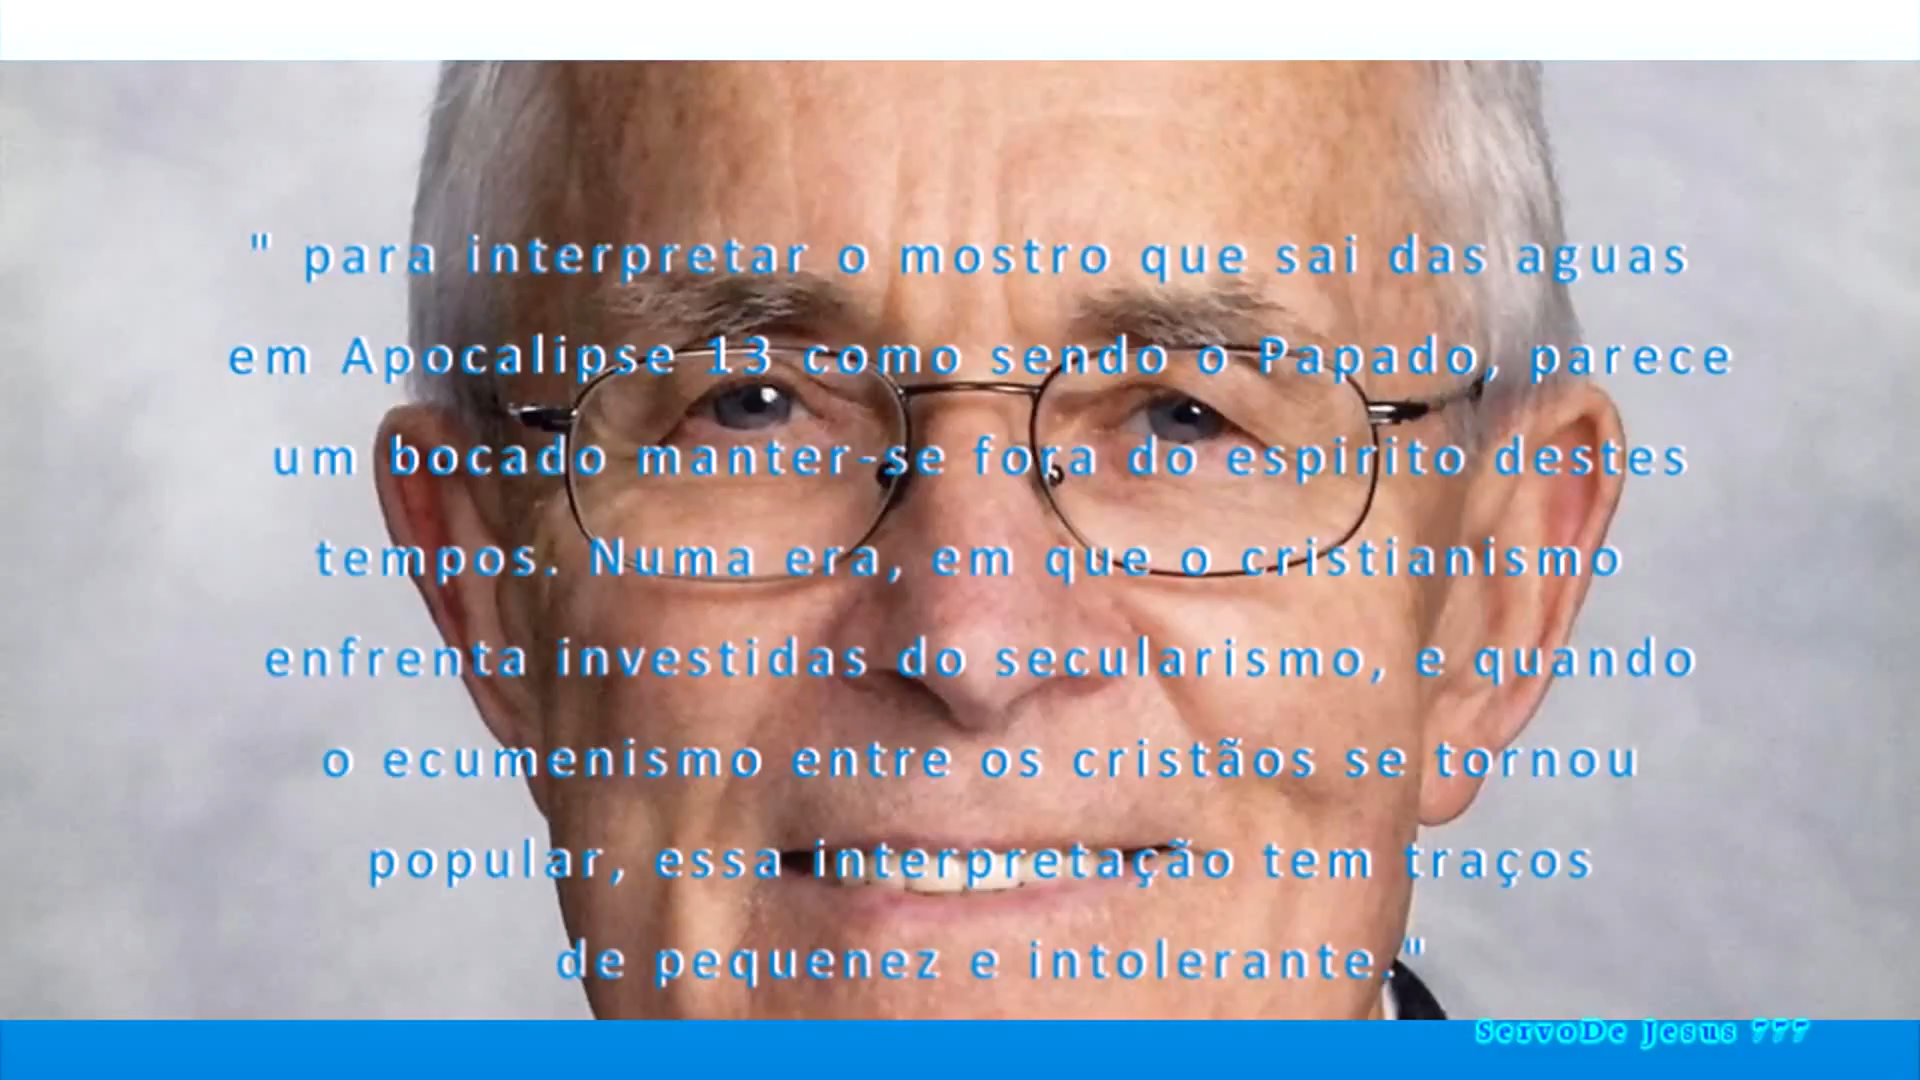 " para interpretar o mostro que sai das aguas
em Apocalipse 13 como sendo o Papado, parece
um bocado manter-se fora do espirito destes
tempos. Numa era, em que o cristianismo
enfrenta investidas do secularismo, e quando
o ecumenismo entre os cristãos se tornou
popular, essa interpretação tem traços
de pequenez e intolerante."
ServoDe Jesus 777